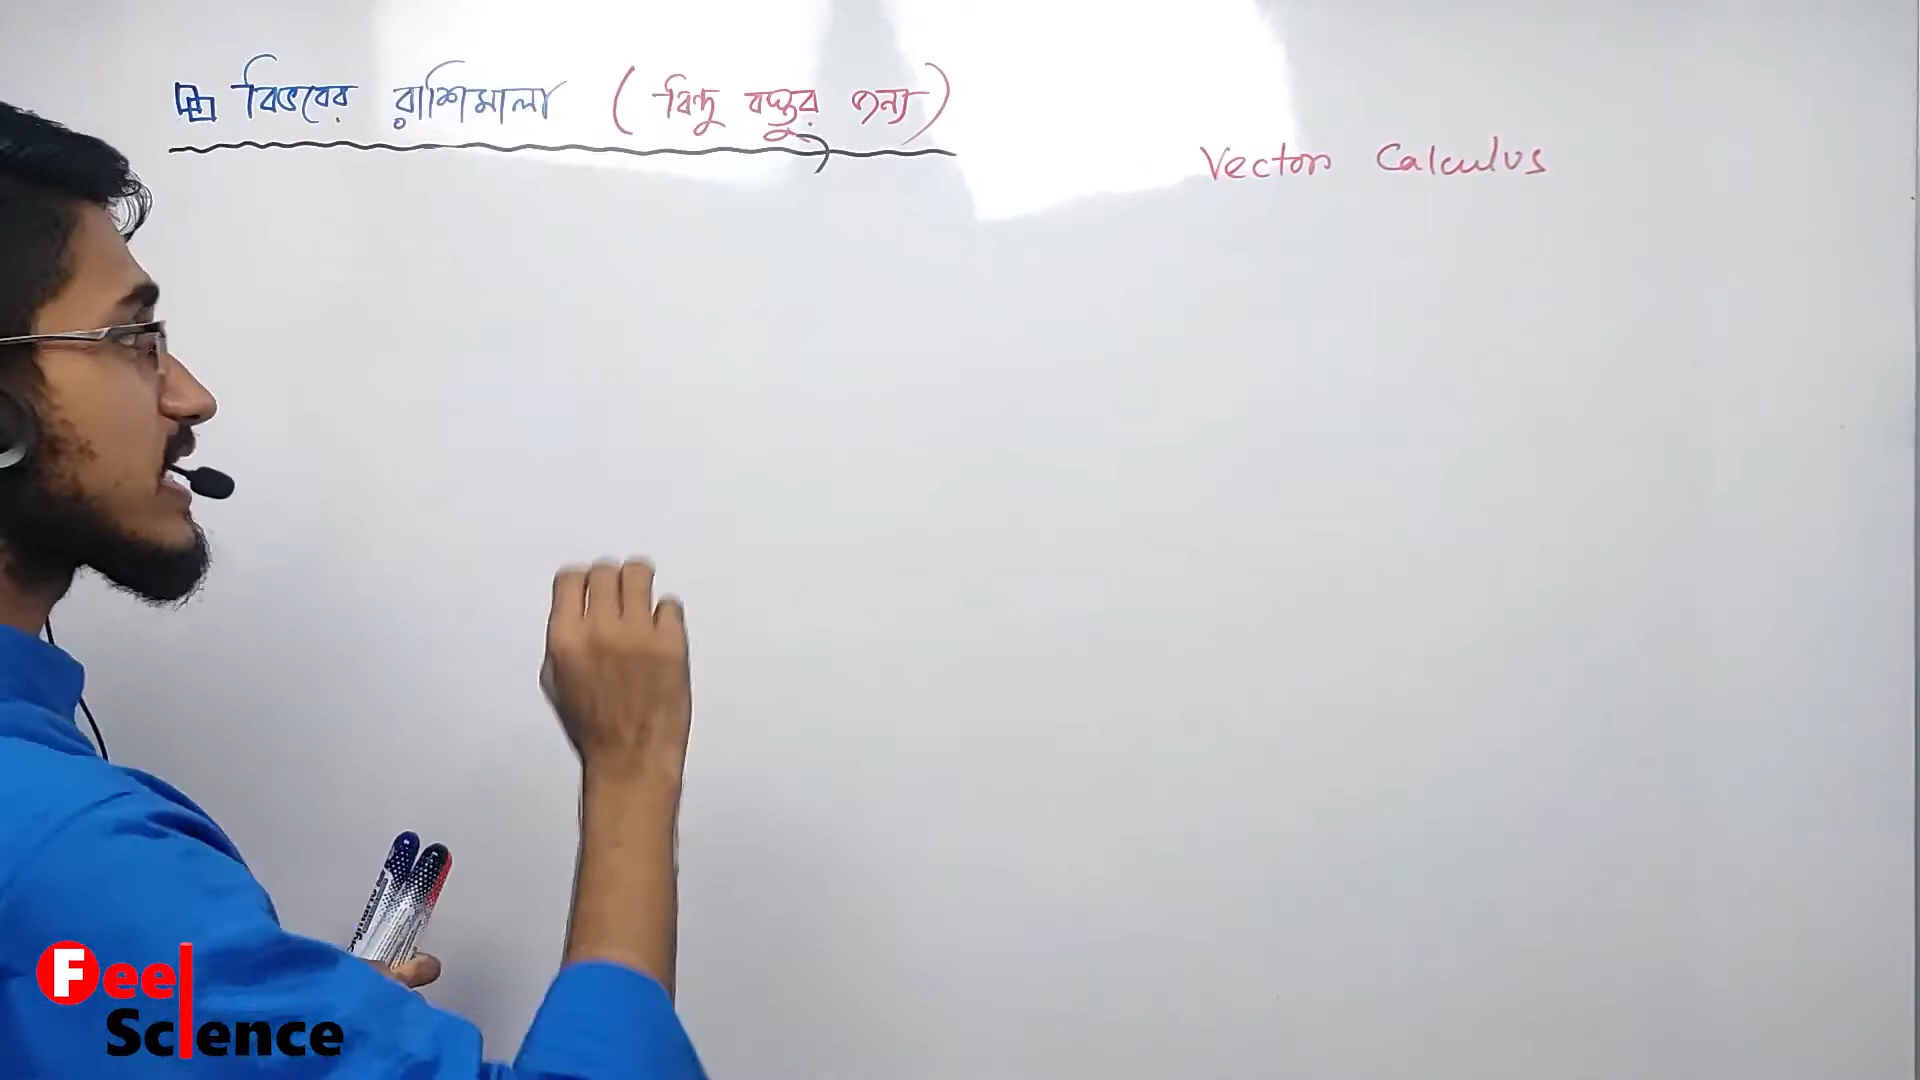 বিভবের রাশিমালা (বিন্দু বস্তুর জন্য)
Vector Calculus
Feel
Science